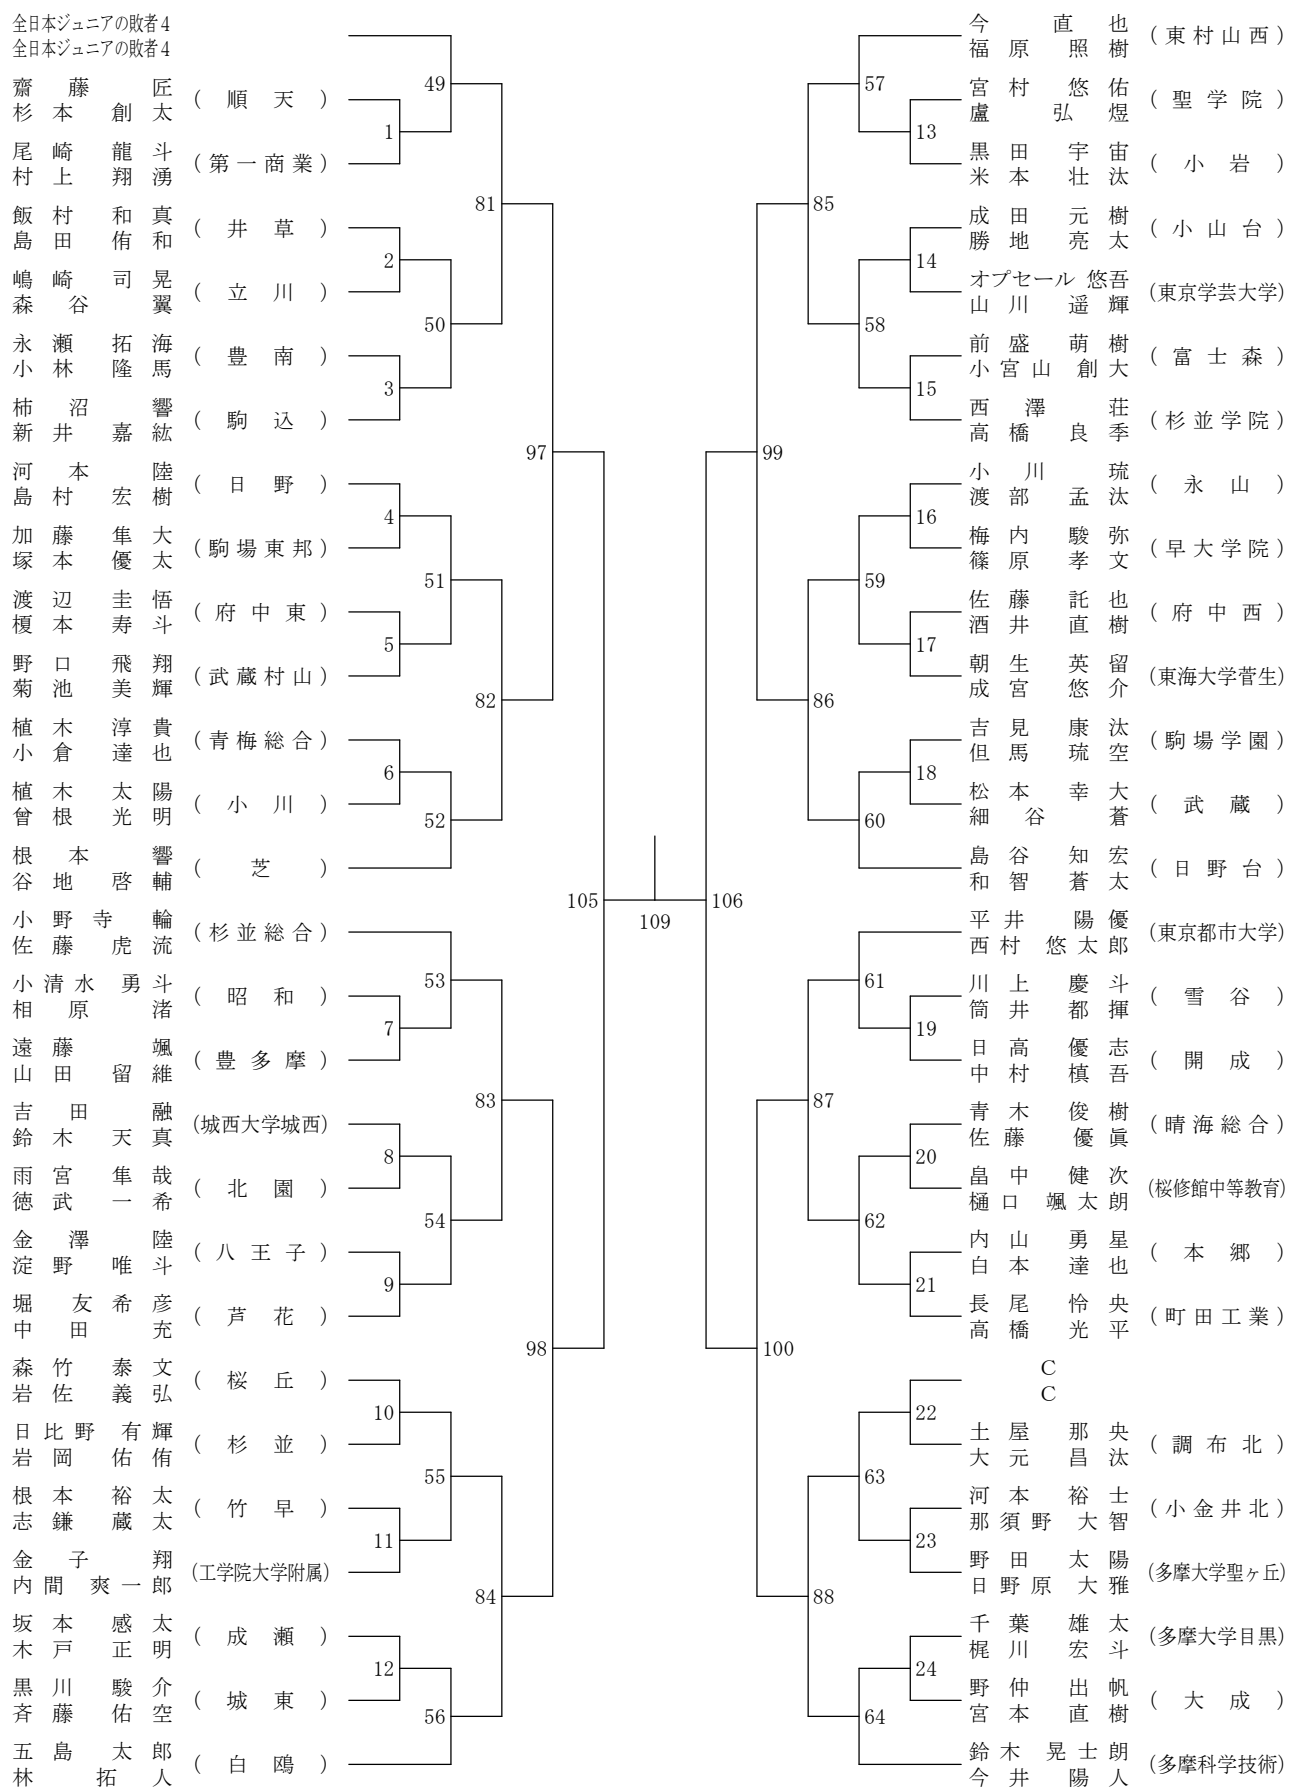 全日本ジュニアの敗者４
全日本ジュニアの敗者４
齋藤 匠
杉本 創太
(順天)
尾崎 龍斗
村上 翔湧
(第一商業)
飯村 和真
島田 侑和
(井草)
嶋崎 司晃
森谷 翼
(立川)
永瀬 拓海
小林 隆馬
(豊南)
柿沼 響
新井 嘉紘
(駒込)
河本 陸
島村 宏樹
(日野)
加藤 隼大
塚本 優太
(駒場東邦)
渡辺 圭悟
榎本 寿斗
(府中東)
野口 飛翔
菊池 美輝
(武蔵村山)
植木 淳貴
小倉 達也
(青梅総合)
植木 太陽
曾根 光明
(小川)
根本 響
谷地 啓輔
(芝)
小野寺 輪
佐藤 虎流
(杉並総合)
小清水 勇斗
相原 渚
(昭和)
遠藤 颯
山田 留維
(豊多摩)
吉田 融
鈴木 天真
(城西大学城西)
雨宮 隼哉
徳武 一希
(北園)
金澤 陸
淀野 唯斗
(八王子)
堀 友希彦
中田 充
(芦花)
森竹 泰文
岩佐 義弘
(桜丘)
日比野 有輝
岩岡 佑侑
(杉並)
根本 裕太
志鎌 蔵太
(竹早)
金子 翔
内間 爽一郎
(工学院大学附属)
坂本 感太
木戸 正明
(成瀬)
黒川 駿介
斉藤 佑空
(城東)
五島 太郎
林 拓人
(白鴎)
1
2
3
4
5
6
7
8
9
10
11
12
49
50
51
52
53
54
55
56
81
82
83
84
97
98
105
109
106
99
100
85
86
87
88
57
58
59
60
61
62
63
64
13
14
15
16
17
18
19
20
21
22
23
24
今 直也
福原 照樹
(東村山西)
宮村 悠佑
盧 弘煜
(聖学院)
黒田 宇宙
米本 壮汰
(小岩)
成田 元樹
勝地 亮太
(小山台)
オプセール 悠吾
山川 遥輝
(東京学芸大学)
前盛 萌樹
小宮山 創大
(富士森)
西澤 荘
高橋 良季
(杉並学院)
小川 琉
渡部 孟汰
(永山)
梅内 駿弥
篠原 孝文
(早大学院)
佐藤 託也
酒井 直樹
(府中西)
朝生 英留
成宮 悠介
(東海大学菅生)
吉見 康汰
但馬 琉空
(駒場学園)
松本 幸大
細谷 蒼
(武蔵)
島谷 知宏
和智 蒼太
(日野台)
平井 陽優
西村 悠太郎
(東京都市大学)
川上 慶斗
筒井 都揮
(雪谷)
日高 優志
中村 槙吾
(開成)
青木 俊樹
佐藤 優眞
(晴海総合)
畠中 健次
樋口 颯太朗
(桜修館中等教育)
内山 勇星
白本 達也
(本郷)
長尾 怜央
高橋 光平
(町田工業)
C
C
土屋 那央
大元 昌汰
(調布北)
河本 裕士
那須野 大智
(小金井北)
野田 太陽
日野原 大雅
(多摩大学聖ヶ丘)
千葉 雄太
梶川 宏斗
(多摩大学目黒)
野仲 出帆
宮本 直樹
(大成)
鈴木 晃士朗
今井 陽人
(多摩科学技術)